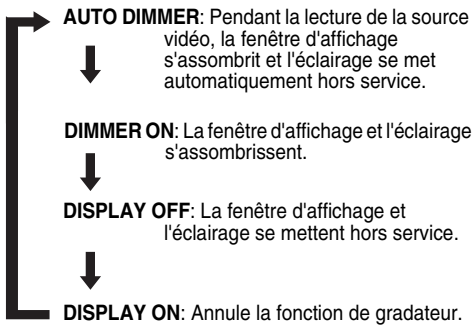 AUTO DIMMER: Pendant la lecture de la source
vidéo, la fenêtre d'affichage
s'assombrit et l'éclairage se met
automatiquement hors service.
DIMMER ON: La fenêtre d'affichage et l'éclairage
s'assombrissent.
DISPLAY OFF: La fenêtre d'affichage et
l'éclairage se mettent hors service.
DISPLAY ON: Annule la fonction de gradateur.